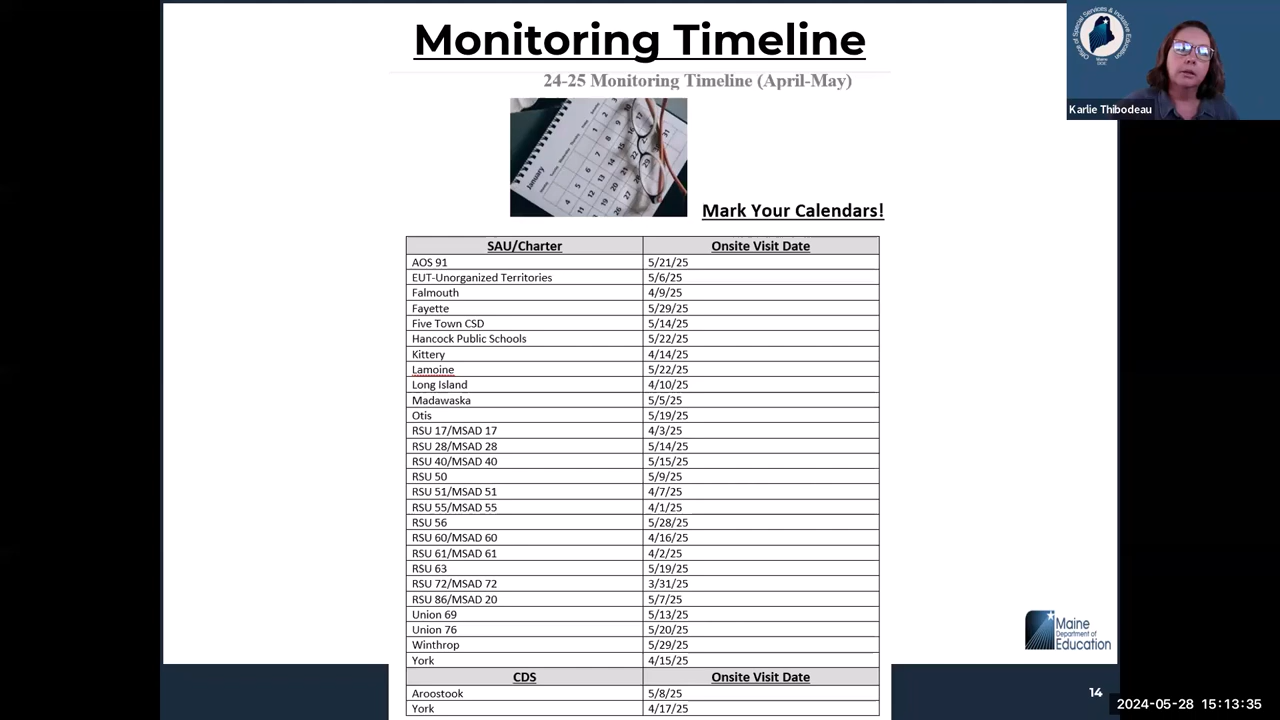 Monitoring Timeline
24-25 Monitoring Timeline (April-May)
Mark Your Calendars!
SAU/Charter Onsite Visit Date
AOS 91 5/21/25
EUT-Unorganized Territories 5/6/25
Falmouth 4/9/25
Fayette 5/29/25
Five Town CSD 5/14/25
Hancock Public Schools 5/22/25
Kittery 4/14/25
Lamoine 5/22/25
Long Island 4/10/25
Madawaska 5/5/25
Otis 5/19/25
RSU 17/MSAD 17 4/3/25
RSU 28/MSAD 28 5/14/25
RSU 40/MSAD 40 5/15/25
RSU 50 5/9/25
RSU 51/MSAD 51 4/7/25
RSU 55/MSAD 55 4/1/25
RSU 56 5/28/25
RSU 60/MSAD 60 4/16/25
RSU 61/MSAD 61 4/2/25
RSU 63 5/19/25
RSU 72/MSAD 72 3/31/25
RSU 86/MSAD 20 5/7/25
Union 69 5/13/25
Union 76 5/20/25
Winthrop 5/29/25
York 4/15/25
CDS Onsite Visit Date
Aroostook 5/8/25
York 4/17/25
Office of Special Services & Inclusive Education
Maine
DOE
Karlie Thibodeau
January
Maine
Department of
Education
14
2024-05-28 15:13:35